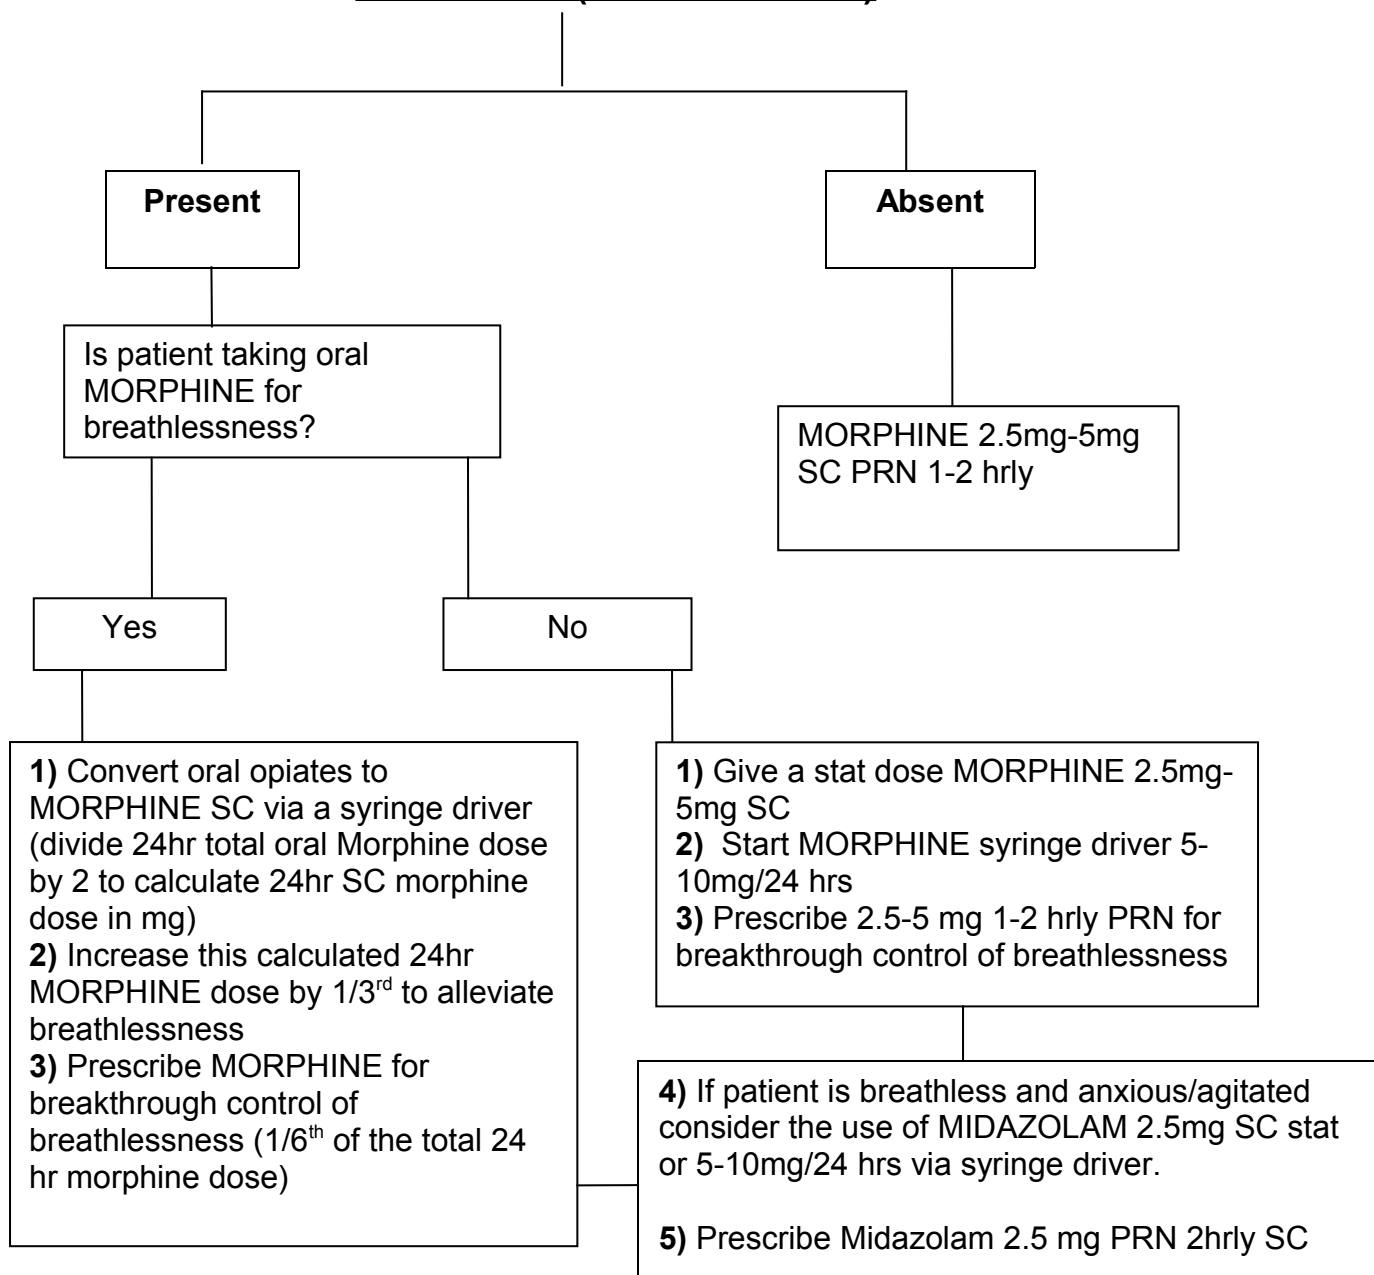 Present
Absent
Is patient taking oral
MORPHINE for
breathlessness?
MORPHINE 2.5mg-5mg
SC PRN 1-2 hrly
Yes
No
1) Convert oral opiates to
MORPHINE SC via a syringe driver
(divide 24hr total oral Morphine dose
by 2 to calculate 24hr SC morphine
dose in mg)
2) Increase this calculated 24hr
MORPHINE dose by 1/3rd to alleviate
breathlessness
3) Prescribe MORPHINE for
breakthrough control of
breathlessness (1/6th of the total 24
hr morphine dose)
1) Give a stat dose MORPHINE 2.5mg-
5mg SC
2) Start MORPHINE syringe driver 5-
10mg/24 hrs
3) Prescribe 2.5-5 mg 1-2 hrly PRN for
breakthrough control of breathlessness
4) If patient is breathless and anxious/agitated
consider the use of MIDAZOLAM 2.5mg SC stat
or 5-10mg/24 hrs via syringe driver.
5) Prescribe Midazolam 2.5 mg PRN 2hrly SC